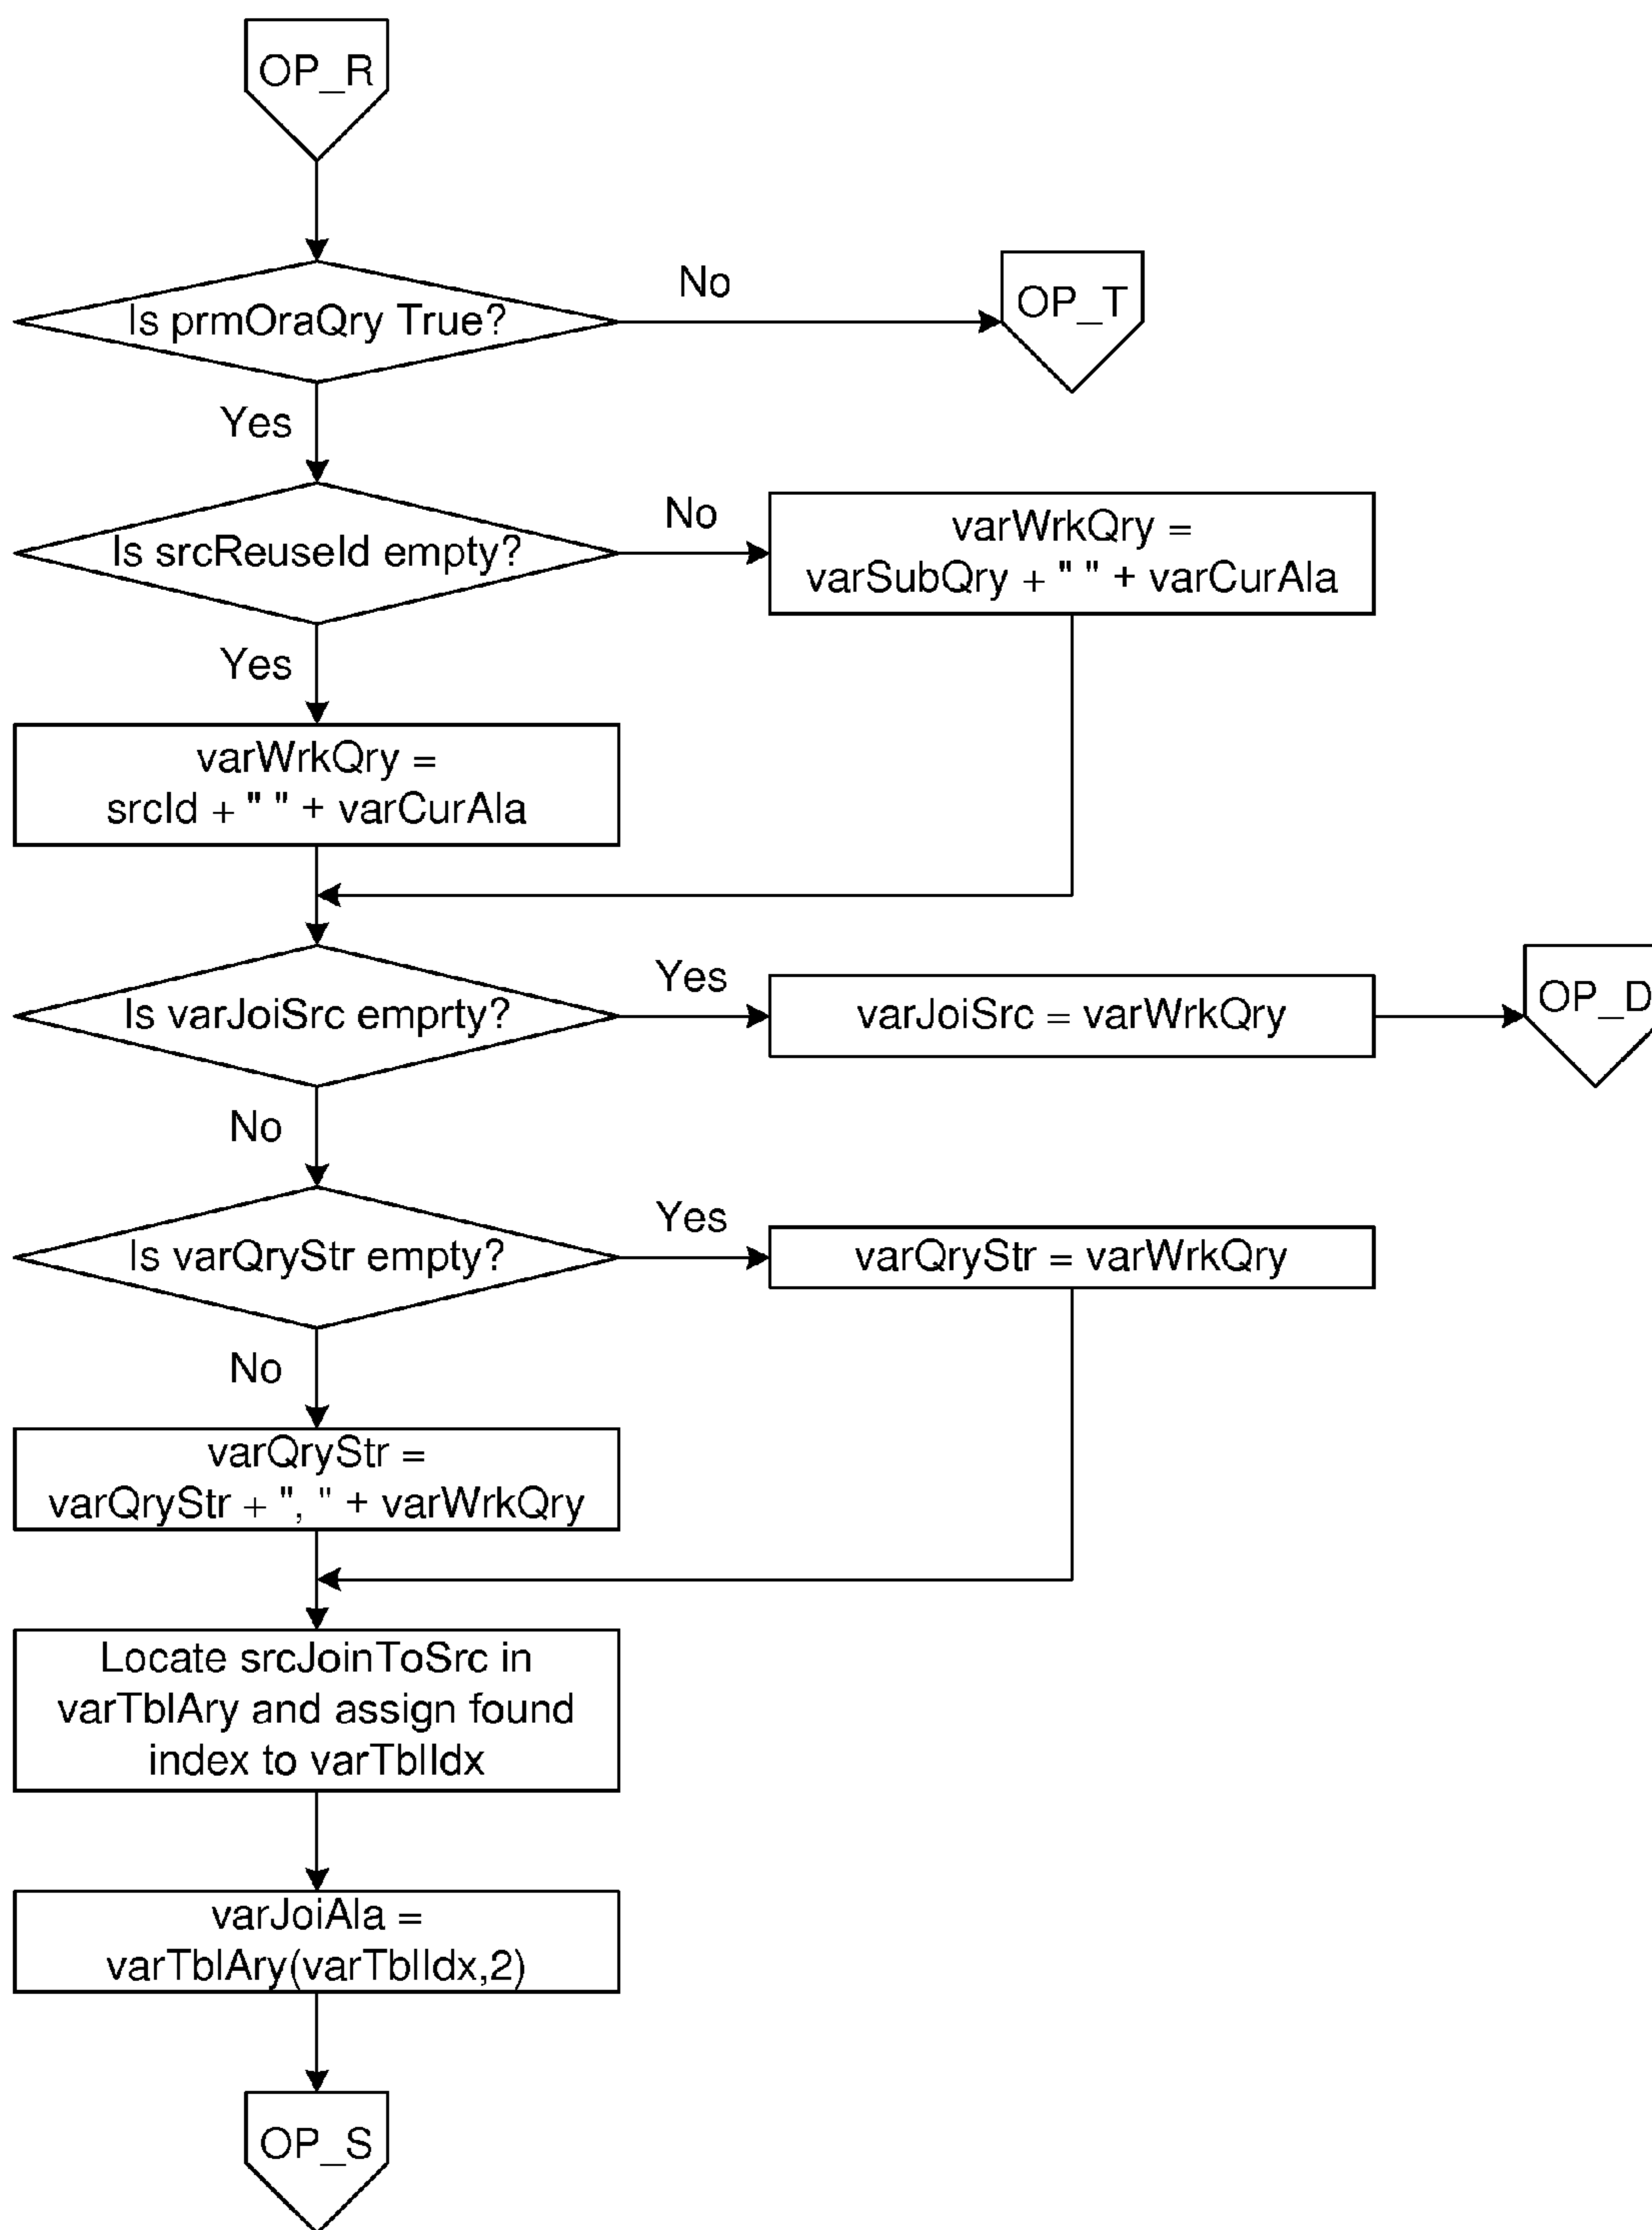 OP_R
Is prmOraQry True?
No
OP_T
Yes
Is srcReuseId empty?
No
varWrkQry =
varSubQry + " " + varCurAla
Yes
varWrkQry =
srcId + " " + varCurAla
Is varJoiSrc emprty?
Yes
varJoiSrc = varWrkQry
OP_D
No
Is varQryStr empty?
Yes
varQryStr = varWrkQry
No
varQryStr =
varQryStr + ", " + varWrkQry
Locate srcJoinToSrc in
varTblAry and assign found
index to varTblIdx
varJoiAla =
varTblAry(varTblIdx,2)
OP_S